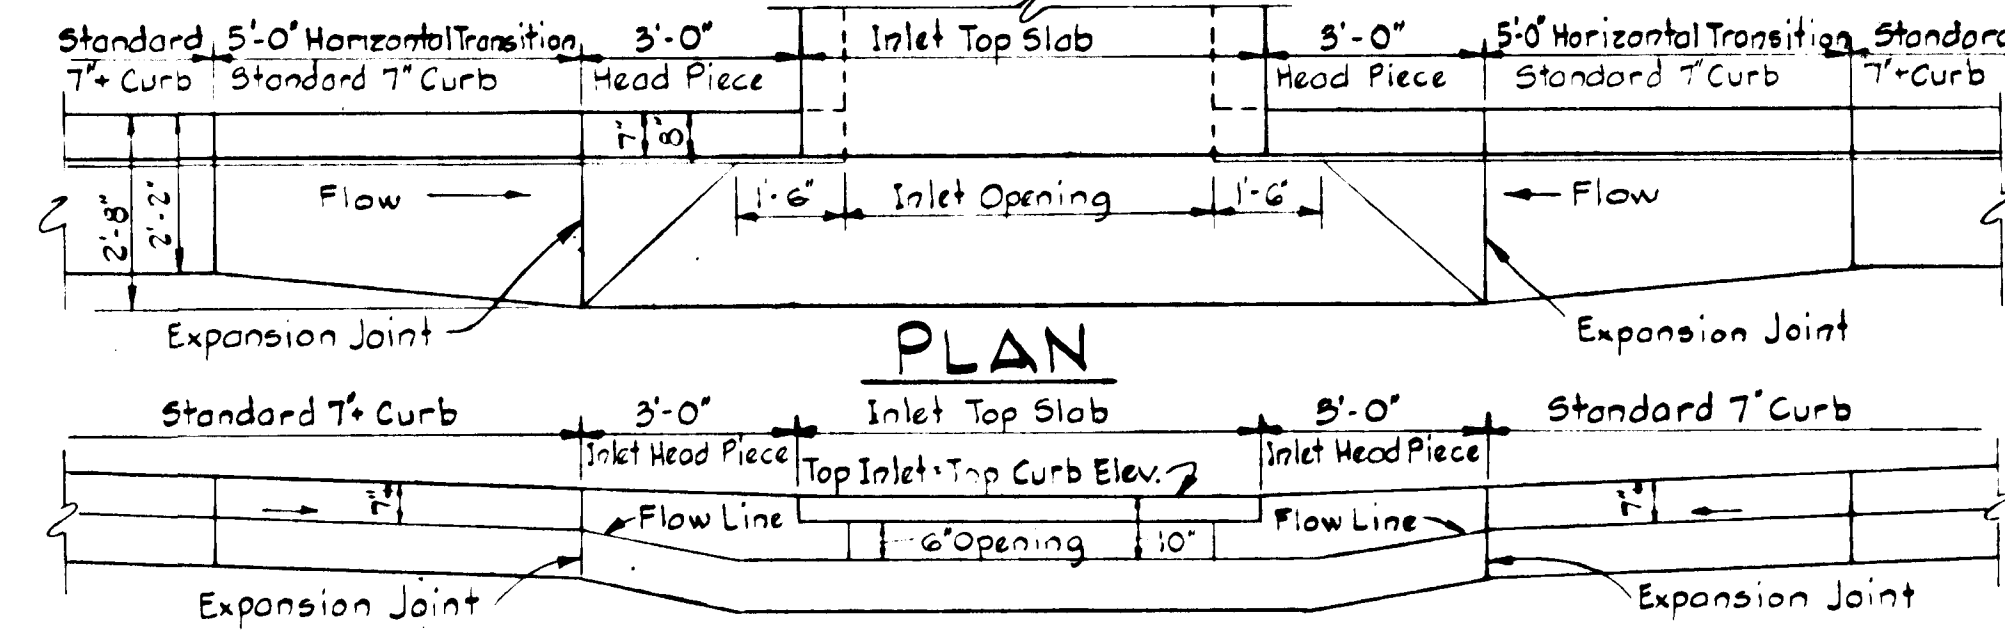 Standard 5'-0" Horizontal Transition 3'-0" Inlet Top Slab 3'-0" 5'-0" Horizontal Transition Standard
7"+ Curb Standard 7" Curb Head Piece Head Piece Standard 7" Curb 7"+ Curb
7" 8"
2'-8" 2'-2" Flow 1'-6" Inlet Opening 1'-6" Flow
Expansion Joint Expansion Joint
PLAN
Standard 7"+ Curb 3'-0" Inlet Top Slab 3'-0" Standard 7" Curb
Inlet Head Piece Inlet Head Piece
Top Inlet = Top Curb Elev.
7" Flow Line Flow Line 7"
6" Opening 10"
Expansion Joint Expansion Joint